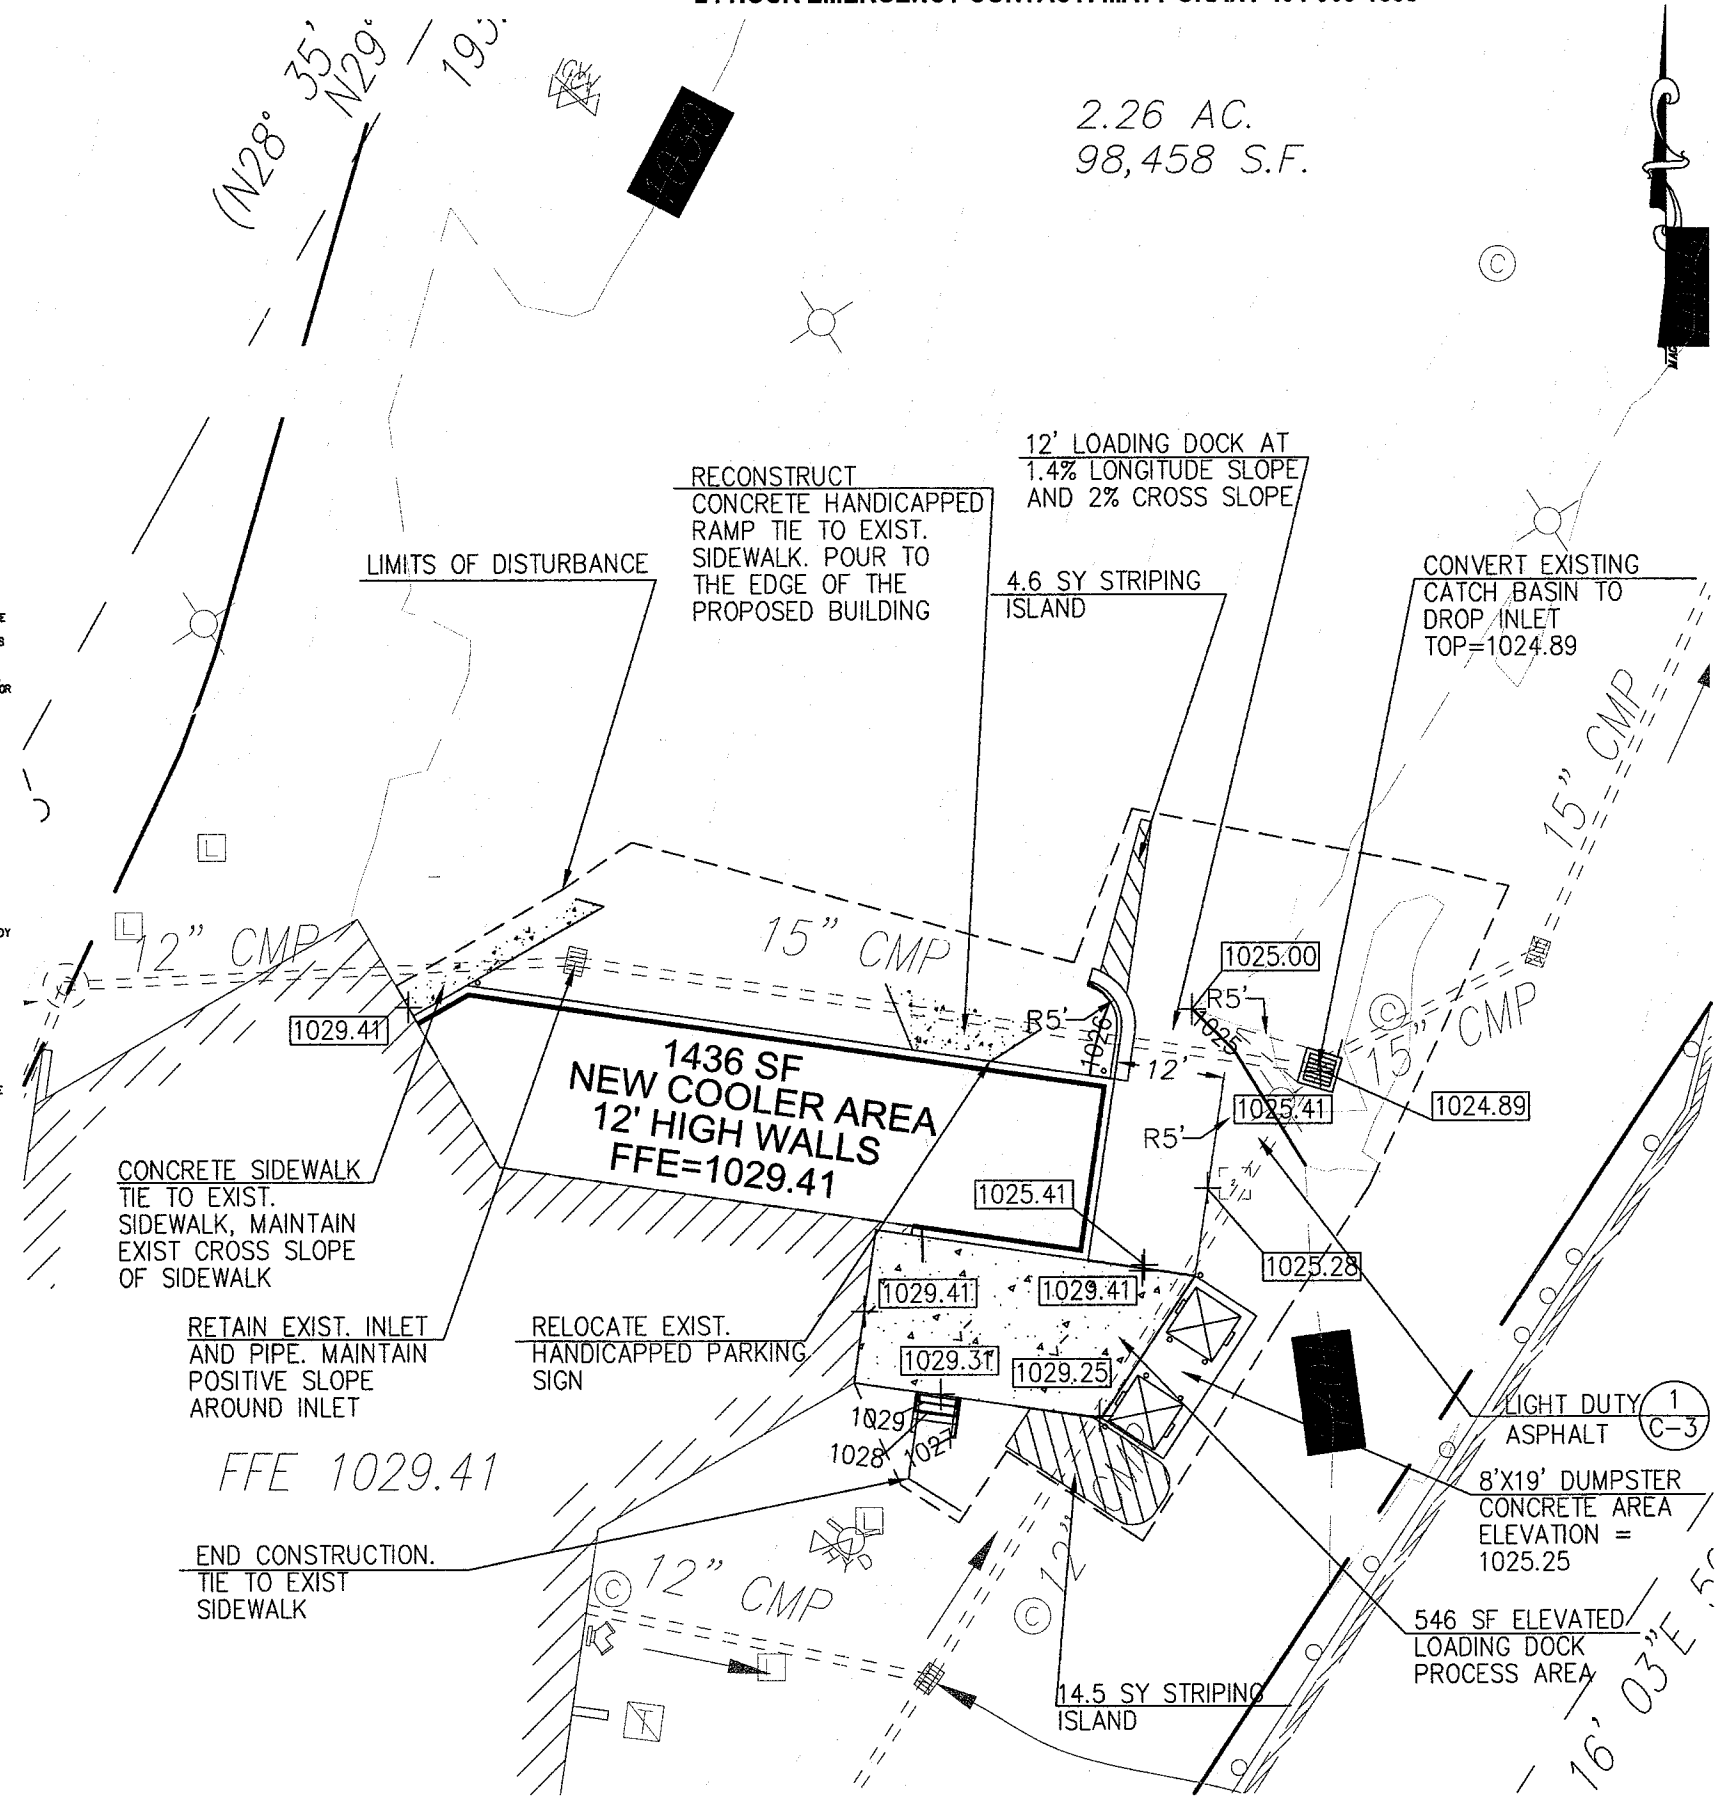 (N28° 35'
N29°
2.26 AC.
98,458 S.F.
12' LOADING DOCK AT
1.4% LONGITUDE SLOPE
AND 2% CROSS SLOPE
RECONSTRUCT
CONCRETE HANDICAPPED
RAMP TIE TO EXIST.
SIDEWALK. POUR TO
THE EDGE OF THE
PROPOSED BUILDING
LIMITS OF DISTURBANCE
4.6 SY STRIPING
ISLAND
CONVERT EXISTING
CATCH BASIN TO
DROP INLET
TOP=1024.89
15" CMP
L
L
12" CMP
15" CMP
1025.00
R5'
R5'
1026
1025
C
C
15" CMP
1029.41
12'
1436 SF
NEW COOLER AREA
12' HIGH WALLS
FFE=1029.41
1025.41
1024.89
R5'
CONCRETE SIDEWALK
TIE TO EXIST.
SIDEWALK, MAINTAIN
EXIST CROSS SLOPE
OF SIDEWALK
1025.41
1025.28
1029.41
1029.41
RETAIN EXIST. INLET
AND PIPE. MAINTAIN
POSITIVE SLOPE
AROUND INLET
RELOCATE EXIST.
HANDICAPPED PARKING
SIGN
1029.31
1029.25
1029
1028
1027
LIGHT DUTY
ASPHALT
1
C-3
FFE 1029.41
8'X19' DUMPSTER
CONCRETE AREA
ELEVATION =
1025.25
END CONSTRUCTION.
TIE TO EXIST
SIDEWALK
C
12" CMP
L
C
12"
L
T
546 SF ELEVATED
LOADING DOCK
PROCESS AREA
14.5 SY STRIPING
ISLAND
16' 03"E